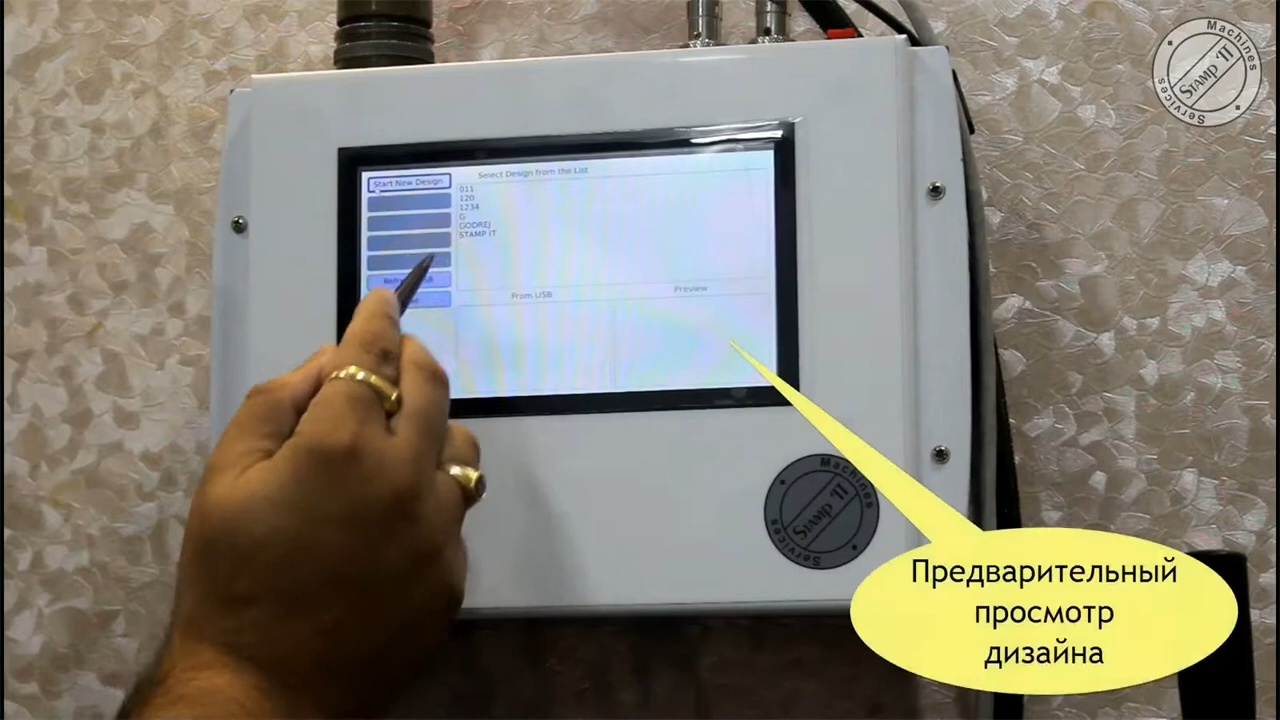 Machines
STAMP IT
Services
Start New Design
Select Design from the List
011
120
1234
G
GODREJ
STAMP IT
From USB
Preview
Machines
STAMP IT
Services
Предварительный
просмотр
дизайна